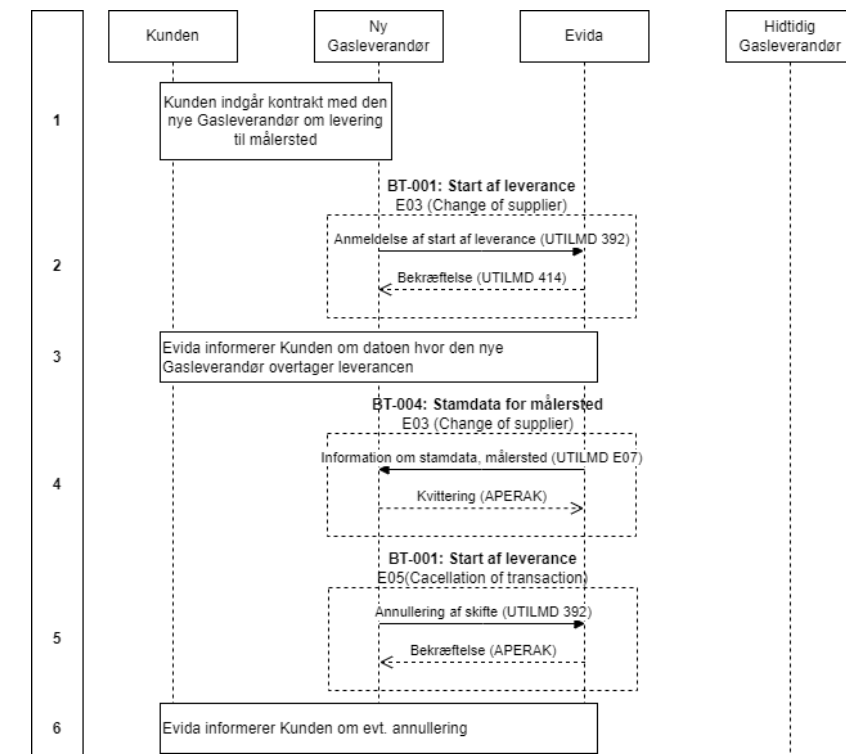 Kunden
Ny
Gasleverandør
Evida
Hidtidig
Gasleverandør
1
Kunden indgår kontrakt med den
nye Gasleverandør om levering
til målersted
BT-001: Start af leverance
E03 (Change of supplier)
Anmeldelse af start af leverance (UTILMD 392)
2
Bekræftelse (UTILMD 414)
3
Evida informerer Kunden om datoen hvor den nye
Gasleverandør overtager leverancen
BT-004: Stamdata for målersted
E03 (Change of supplier)
Information om stamdata, målersted (UTILMD E07)
4
Kvittering (APERAK)
BT-001: Start af leverance
E05(Cacellation of transaction)
Annullering af skifte (UTILMD 392)
5
Bekræftelse (APERAK)
6
Evida informerer Kunden om evt. annullering